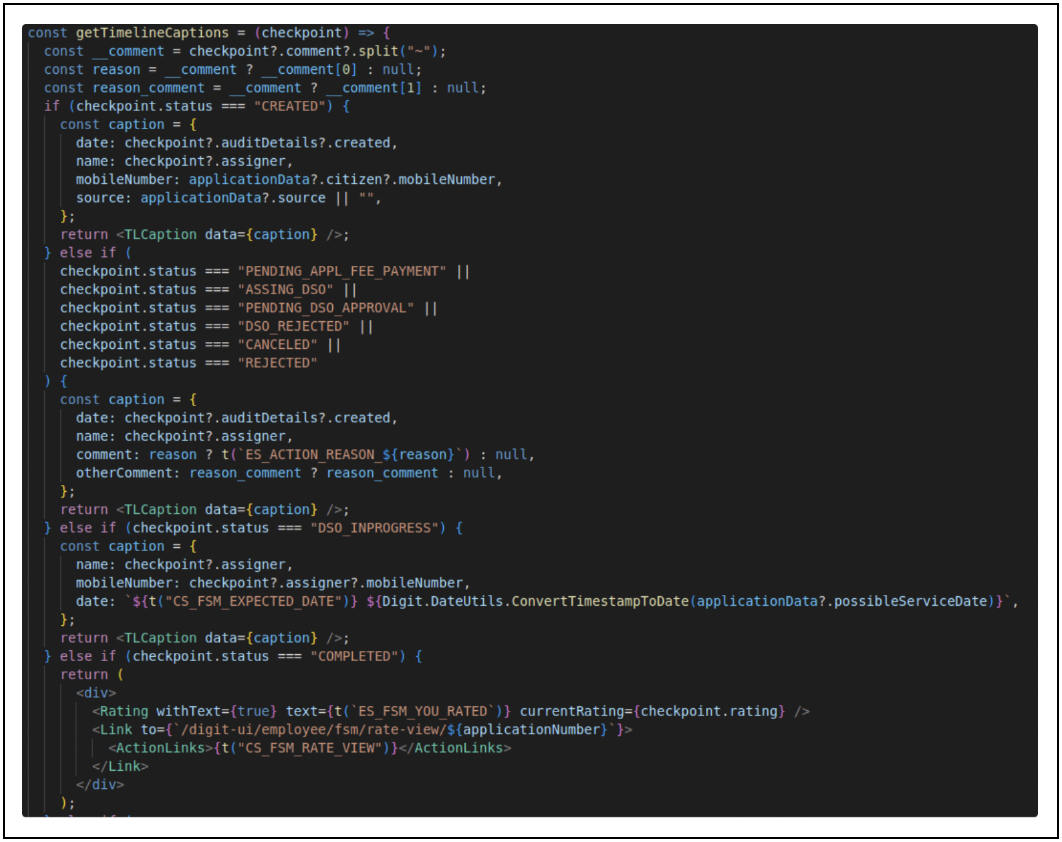 const getTimelineCaptions = (checkpoint) => {
const __comment = checkpoint?.comment?.split("~");
const reason = __comment ? __comment[0] : null;
const reason_comment = __comment ? __comment[1] : null;
if (checkpoint.status === "CREATED") {
const caption = {
date: checkpoint?.auditDetails?.created,
name: checkpoint?.assigner,
mobileNumber: applicationData?.citizen?.mobileNumber,
source: applicationData?.source || "",
};
return <TLCaption data={caption} />;
} else if (
checkpoint.status === "PENDING_APPL_FEE_PAYMENT" ||
checkpoint.status === "ASSING_DSO" ||
checkpoint.status === "PENDING_DSO_APPROVAL" ||
checkpoint.status === "DSO_REJECTED" ||
checkpoint.status === "CANCELED" ||
checkpoint.status === "REJECTED"
) {
const caption = {
date: checkpoint?.auditDetails?.created,
name: checkpoint?.assigner,
comment: reason ? t(`ES_ACTION_REASON_${reason}`) : null,
otherComment: reason_comment ? reason_comment : null,
};
return <TLCaption data={caption} />;
} else if (checkpoint.status === "DSO_INPROGRESS") {
const caption = {
name: checkpoint?.assigner,
mobileNumber: checkpoint?.assigner?.mobileNumber,
date: `${t("CS_FSM_EXPECTED_DATE")} ${Digit.DateUtils.ConvertTimestampToDate(applicationData?.possibleServiceDate)}`,
};
return <TLCaption data={caption} />;
} else if (checkpoint.status === "COMPLETED") {
return (
<div>
<Rating withText={true} text={t(`ES_FSM_YOU_RATED`)} currentRating={checkpoint.rating} />
<Link to={`/digit-ui/employee/fsm/rate-view/${applicationNumber}`}>
<ActionLinks>{t("CS_FSM_RATE_VIEW")}</ActionLinks>
</Link>
</div>
);